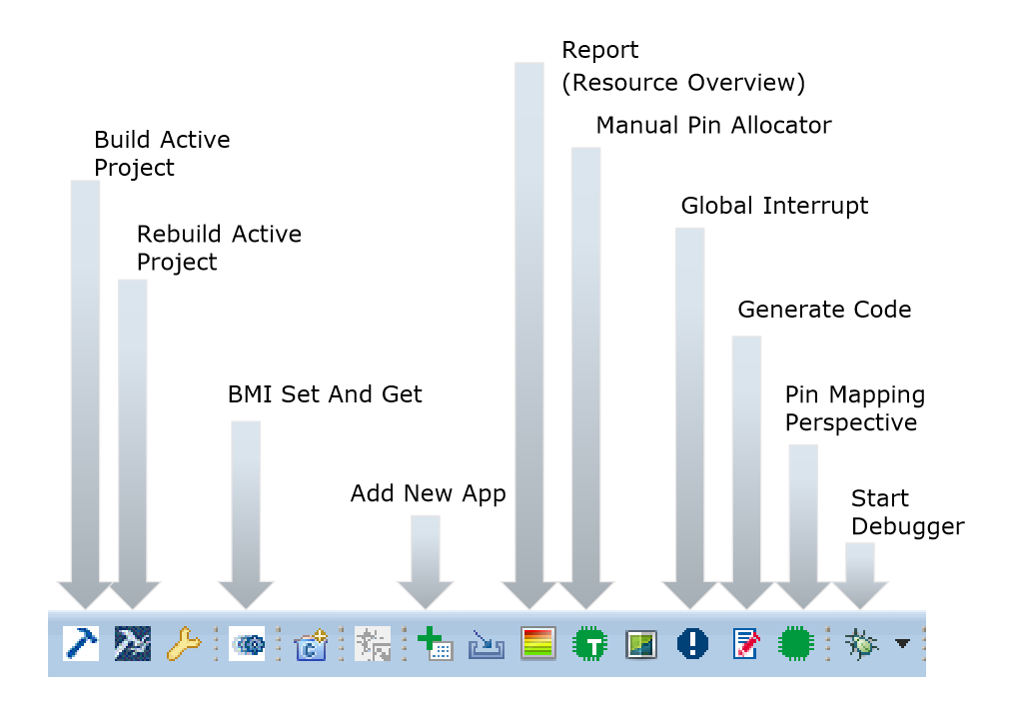 Report
(Resource Overview)
Manual Pin Allocator
Build Active
Project
Global Interrupt
Rebuild Active
Project
Generate Code
BMI Set And Get
Pin Mapping
Perspective
Add New App
Start
Debugger
C
T